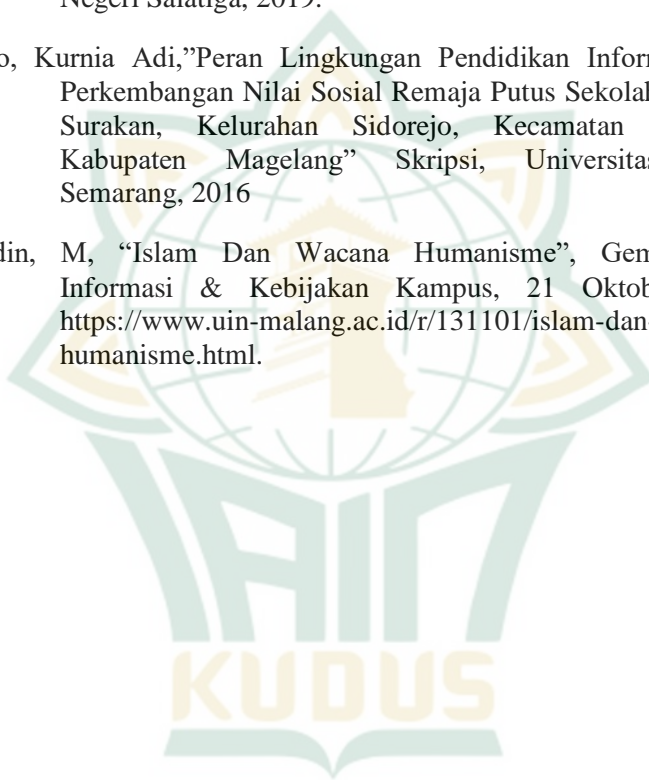 Negeri Salatiga, 2019.
o, Kurnia Adi,”Peran Lingkungan Pendidikan Infor
Perkembangan Nilai Sosial Remaja Putus Sekolah
Surakan, Kelurahan Sidorejo, Kecamatan
Kabupaten Magelang” Skripsi, Universitas
Semarang, 2016
din, M, “Islam Dan Wacana Humanisme”, Gem
Informasi & Kebijakan Kampus, 21 Oktob
https://www.uin-malang.ac.id/r/131101/islam-dan-
humanisme.html.
IAIN
KUDUS